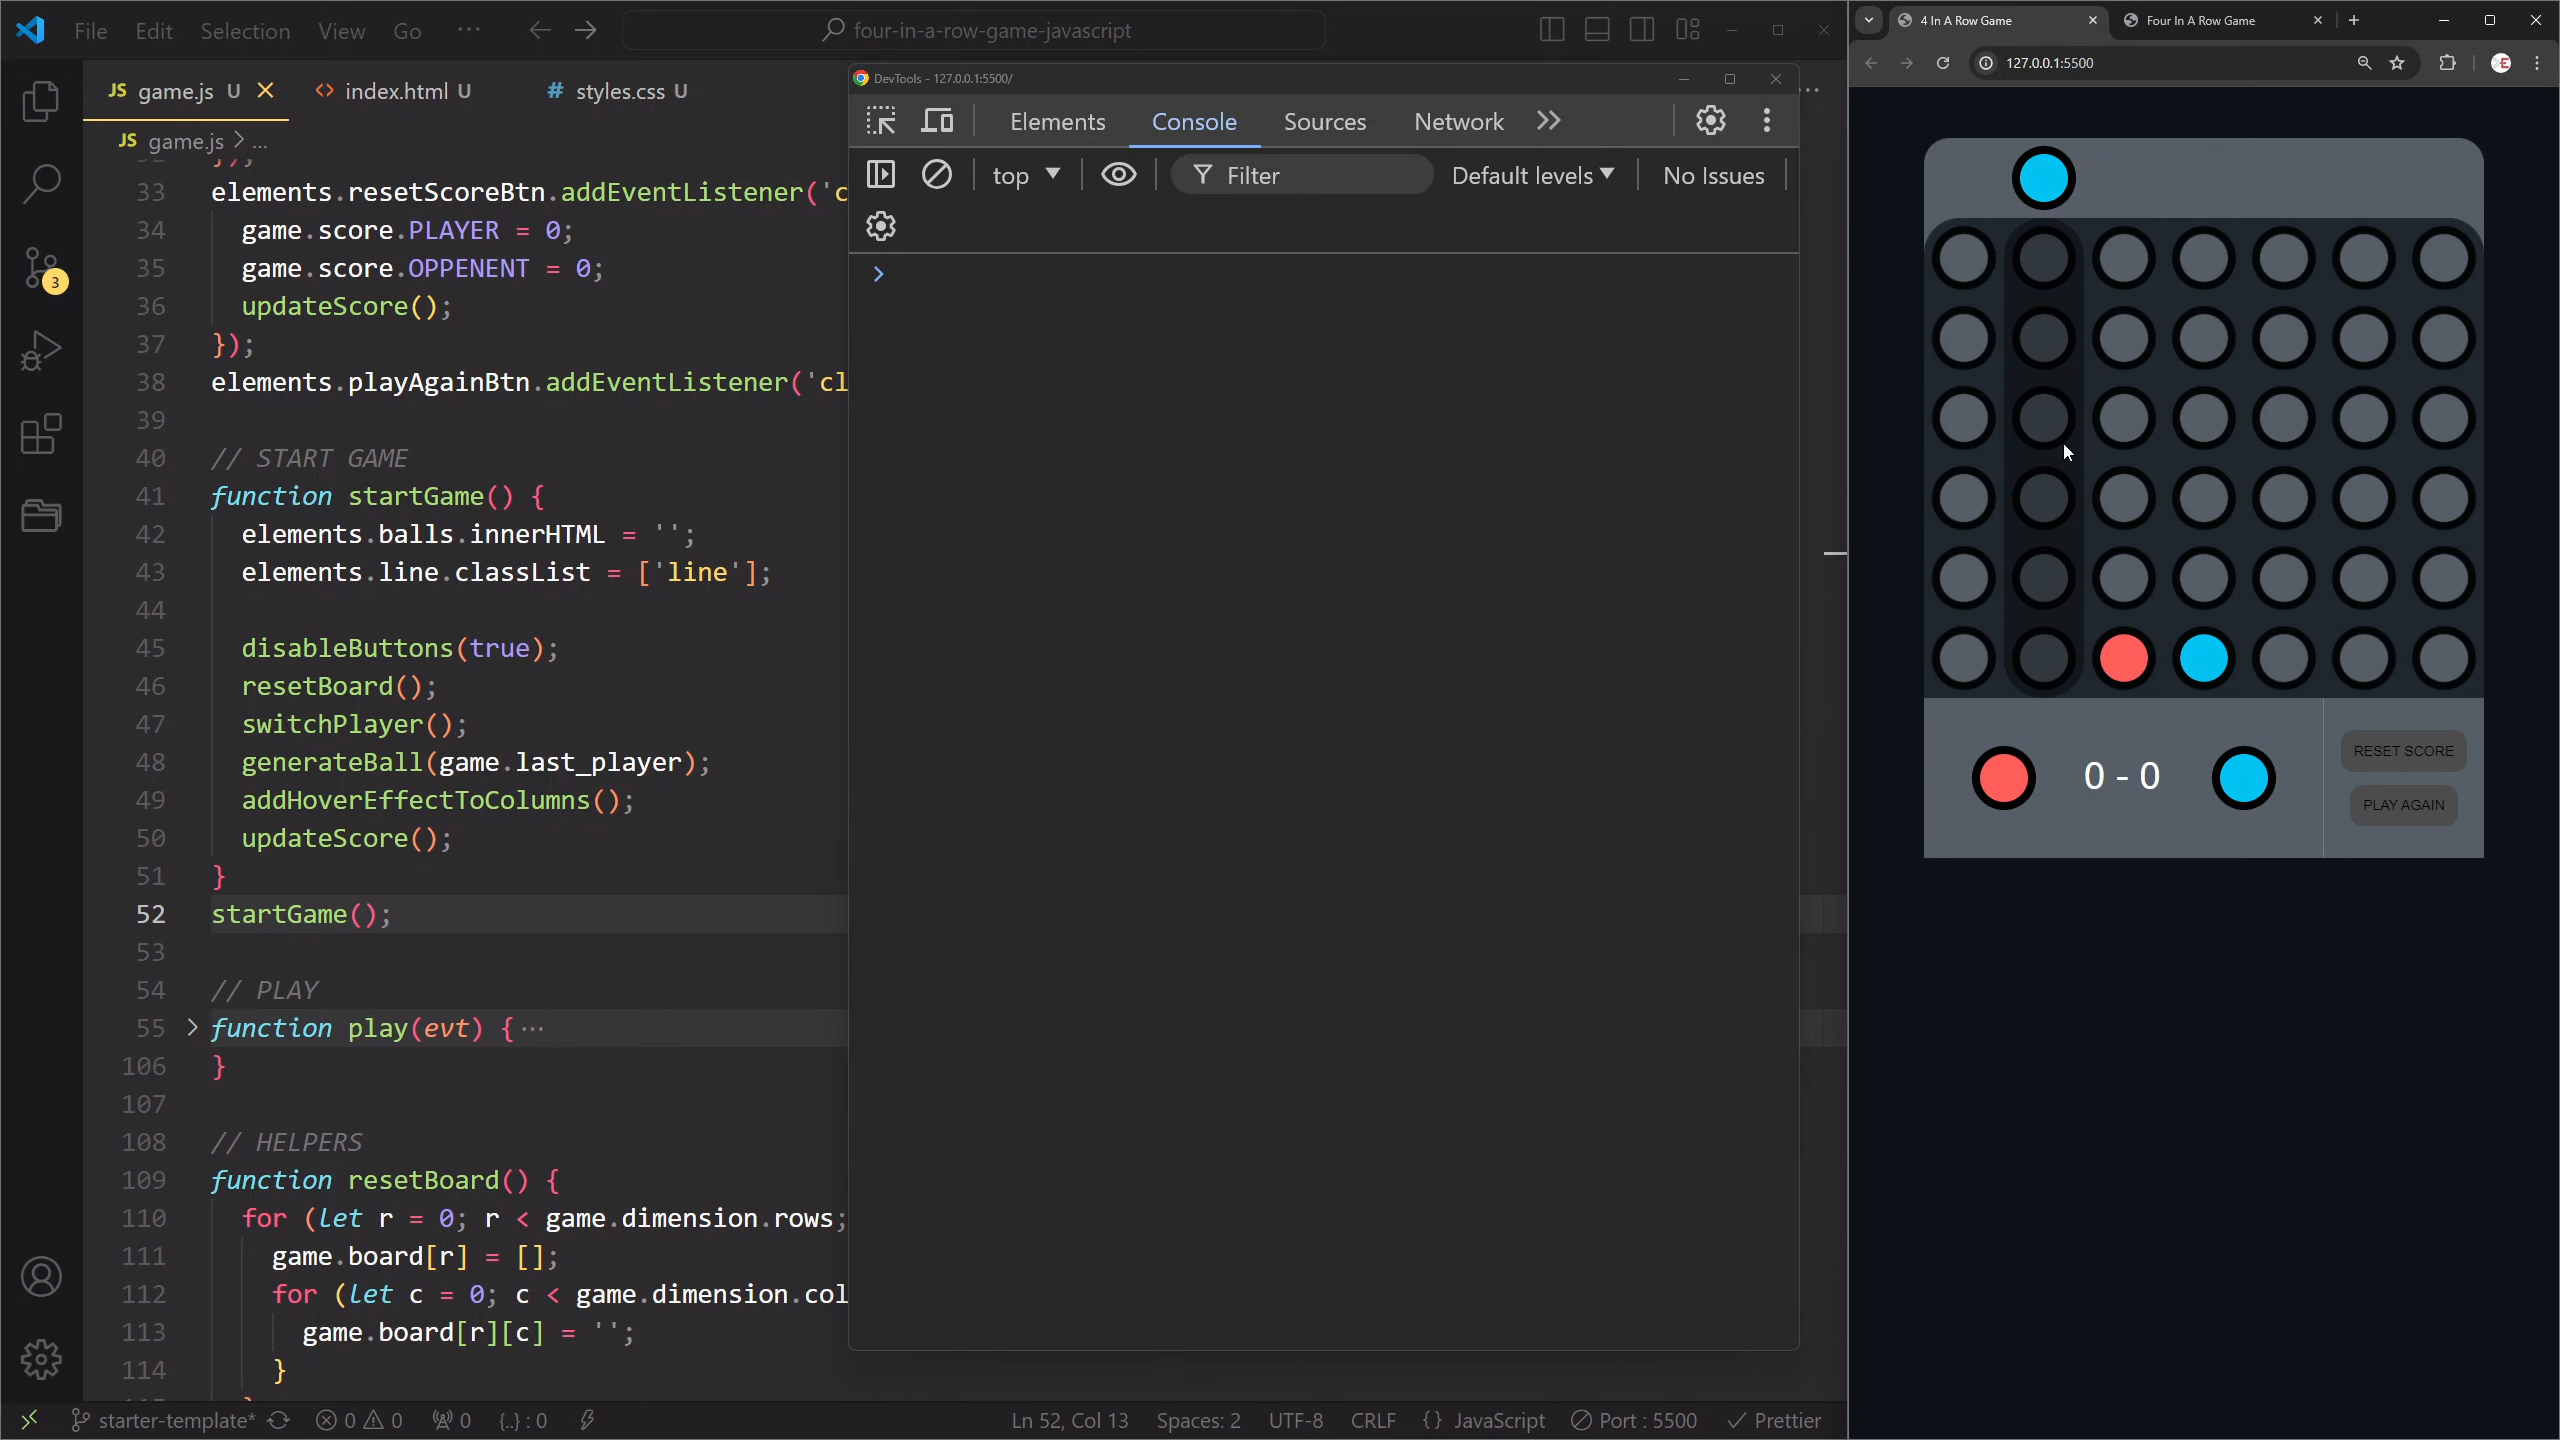 File Edit Selection View Go ···
four-in-a-row-game-javascript
JS game.js U
<> index.html U
# styles.css U
JS game.js > ...
33 elements.resetScoreBtn.addEventListener('c
34 game.score.PLAYER = 0;
35 game.score.OPPENENT = 0;
36 updateScore();
37 });
38 elements.playAgainBtn.addEventListener('cl
39
40 // START GAME
41 function startGame() {
42 elements.balls.innerHTML = '';
43 elements.line.classList = ['line'];
44
45 disableButtons(true);
46 resetBoard();
47 switchPlayer();
48 generateBall(game.last_player);
49 addHoverEffectToColumns();
50 updateScore();
51 }
52 startGame();
53
54 // PLAY
55 function play(evt) {···
106 }
107
108 // HELPERS
109 function resetBoard() {
110 for (let r = 0; r < game.dimension.rows;
111 game.board[r] = [];
112 for (let c = 0; c < game.dimension.col
113 game.board[r][c] = '';
114 }
3
starter-template* 0 0 0 {..} : 0
Ln 52, Col 13 Spaces: 2 UTF-8 CRLF {} JavaScript Port : 5500 Prettier
DevTools - 127.0.0.1:5500/
Elements Console Sources Network
top Filter Default levels No Issues
4 In A Row Game
Four In A Row Game
127.0.0.1:5500
E
0 - 0
RESET SCORE
PLAY AGAIN